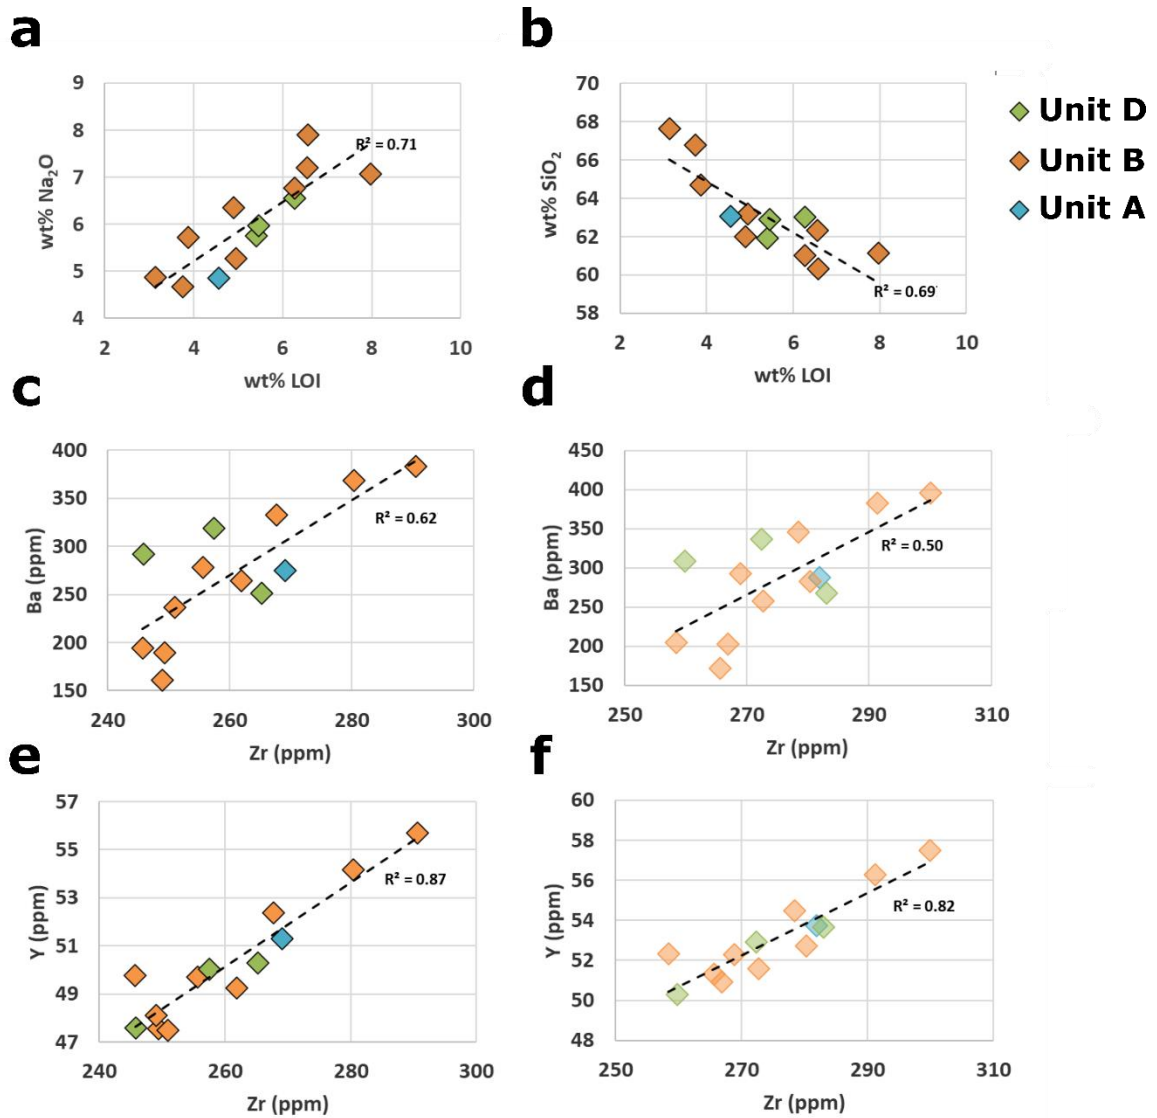 a
b
9
8
7
6
5
4
wt% Na₂O
R² = 0.71
2
4
6
8
10
wt% LOI
70
68
66
64
62
60
58
wt% SiO₂
R² = 0.69
2
4
6
8
10
wt% LOI
Unit D
Unit B
Unit A
c
d
400
350
300
250
200
150
Ba (ppm)
R² = 0.62
240
260
280
300
Zr (ppm)
450
400
350
300
250
200
150
Ba (ppm)
R² = 0.50
250
270
290
310
Zr (ppm)
e
f
57
55
53
51
49
47
Y (ppm)
R² = 0.87
240
260
280
300
Zr (ppm)
60
58
56
54
52
50
48
Y (ppm)
R² = 0.82
250
270
290
310
Zr (ppm)